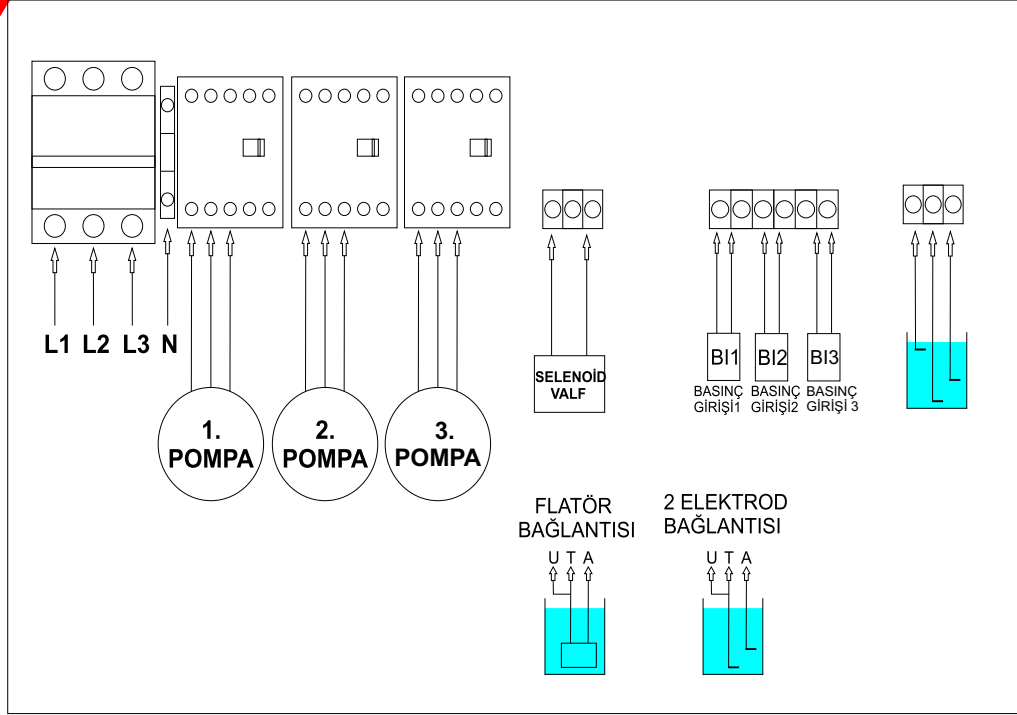 L1 L2 L3 N
1.
POMPA
2.
POMPA
3.
POMPA
SELENOİD
VALF
BI1
BASINÇ
GİRİŞİ1
BI2
BASINÇ
GİRİŞİ2
BI3
BASINÇ
GİRİŞİ 3
FLATÖR
BAĞLANTISI
U T A
2 ELEKTROD
BAĞLANTISI
U T A